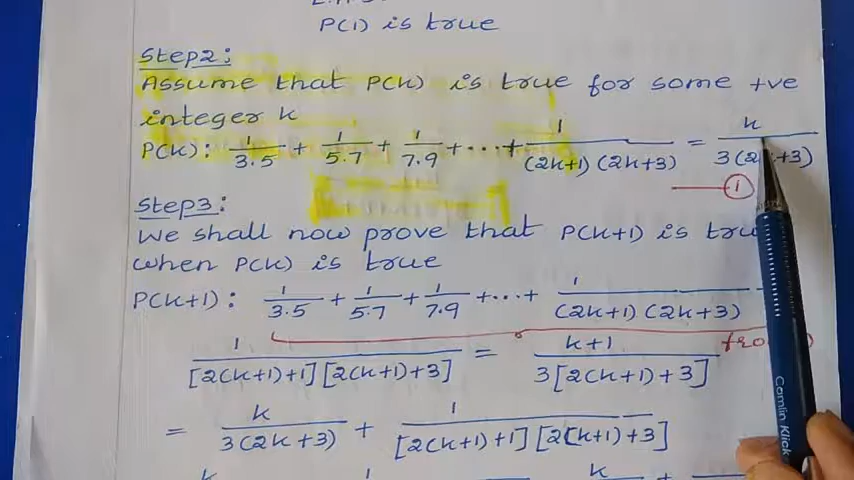 P(1) is true
Step2:
Assume that P(k) is true for some +ve
integer k
P(k): 1/3.5 + 1/5.7 + 1/7.9 + ... + 1/(2k+1)(2k+3) = k/3(2k+3)
1
Step3:
We shall now prove that P(k+1) is tru
when P(k) is true
P(k+1): 1/3.5 + 1/5.7 + 1/7.9 + ... + 1/(2k+1)(2k+3)
1/[2(k+1)+1][2(k+1)+3] = k+1/3[2(k+1)+3]
= k/3(2k+3) + 1/[2(k+1)+1][2(k+1)+3]
Camlin Klick